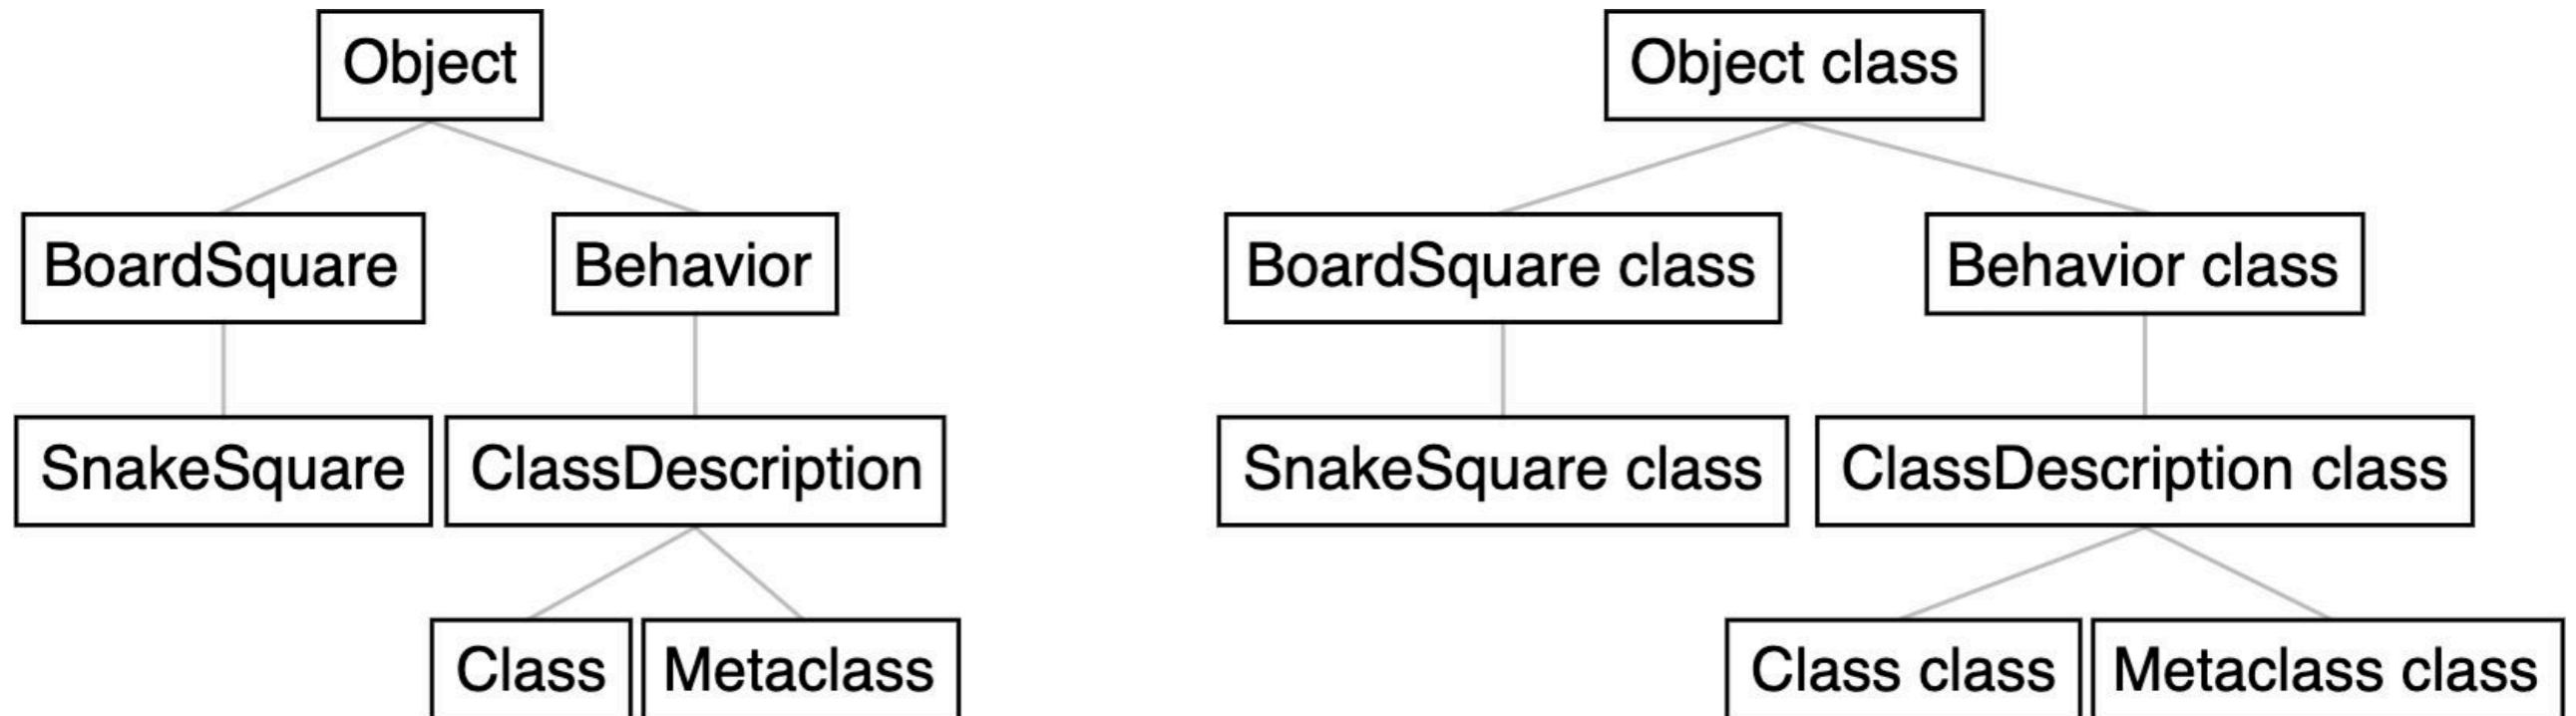 Object
Object class
BoardSquare
Behavior
BoardSquare class
Behavior class
SnakeSquare
ClassDescription
SnakeSquare class
ClassDescription class
Class
Metaclass
Class class
Metaclass class